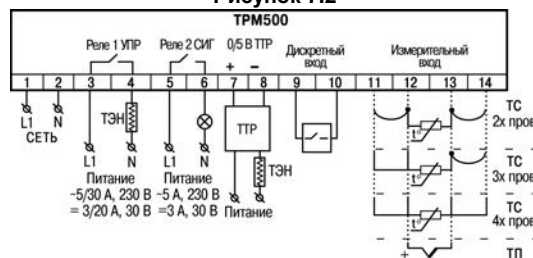 Рисунок 7.2
ТРМ500
Реле 1 УПР
Реле 2 СИГ
0/5 В ТТР
+ –
Дискретный
вход
Измерительный
вход
1 2 3 4 5 6 7 8 9 10 11 12 13 14
L1 N
СЕТЬ
ТЭН
L1 N
Питание
~5/30 А, 230 В
= 3/20 А, 30 В
L1 N
Питание
~5 А, 230 В
=3 А, 30 В
ТТР
ТЭН
Питание
t°
ТС
2х пров
t°
ТС
3х пров
t°
ТС
4х пров
+
ТП